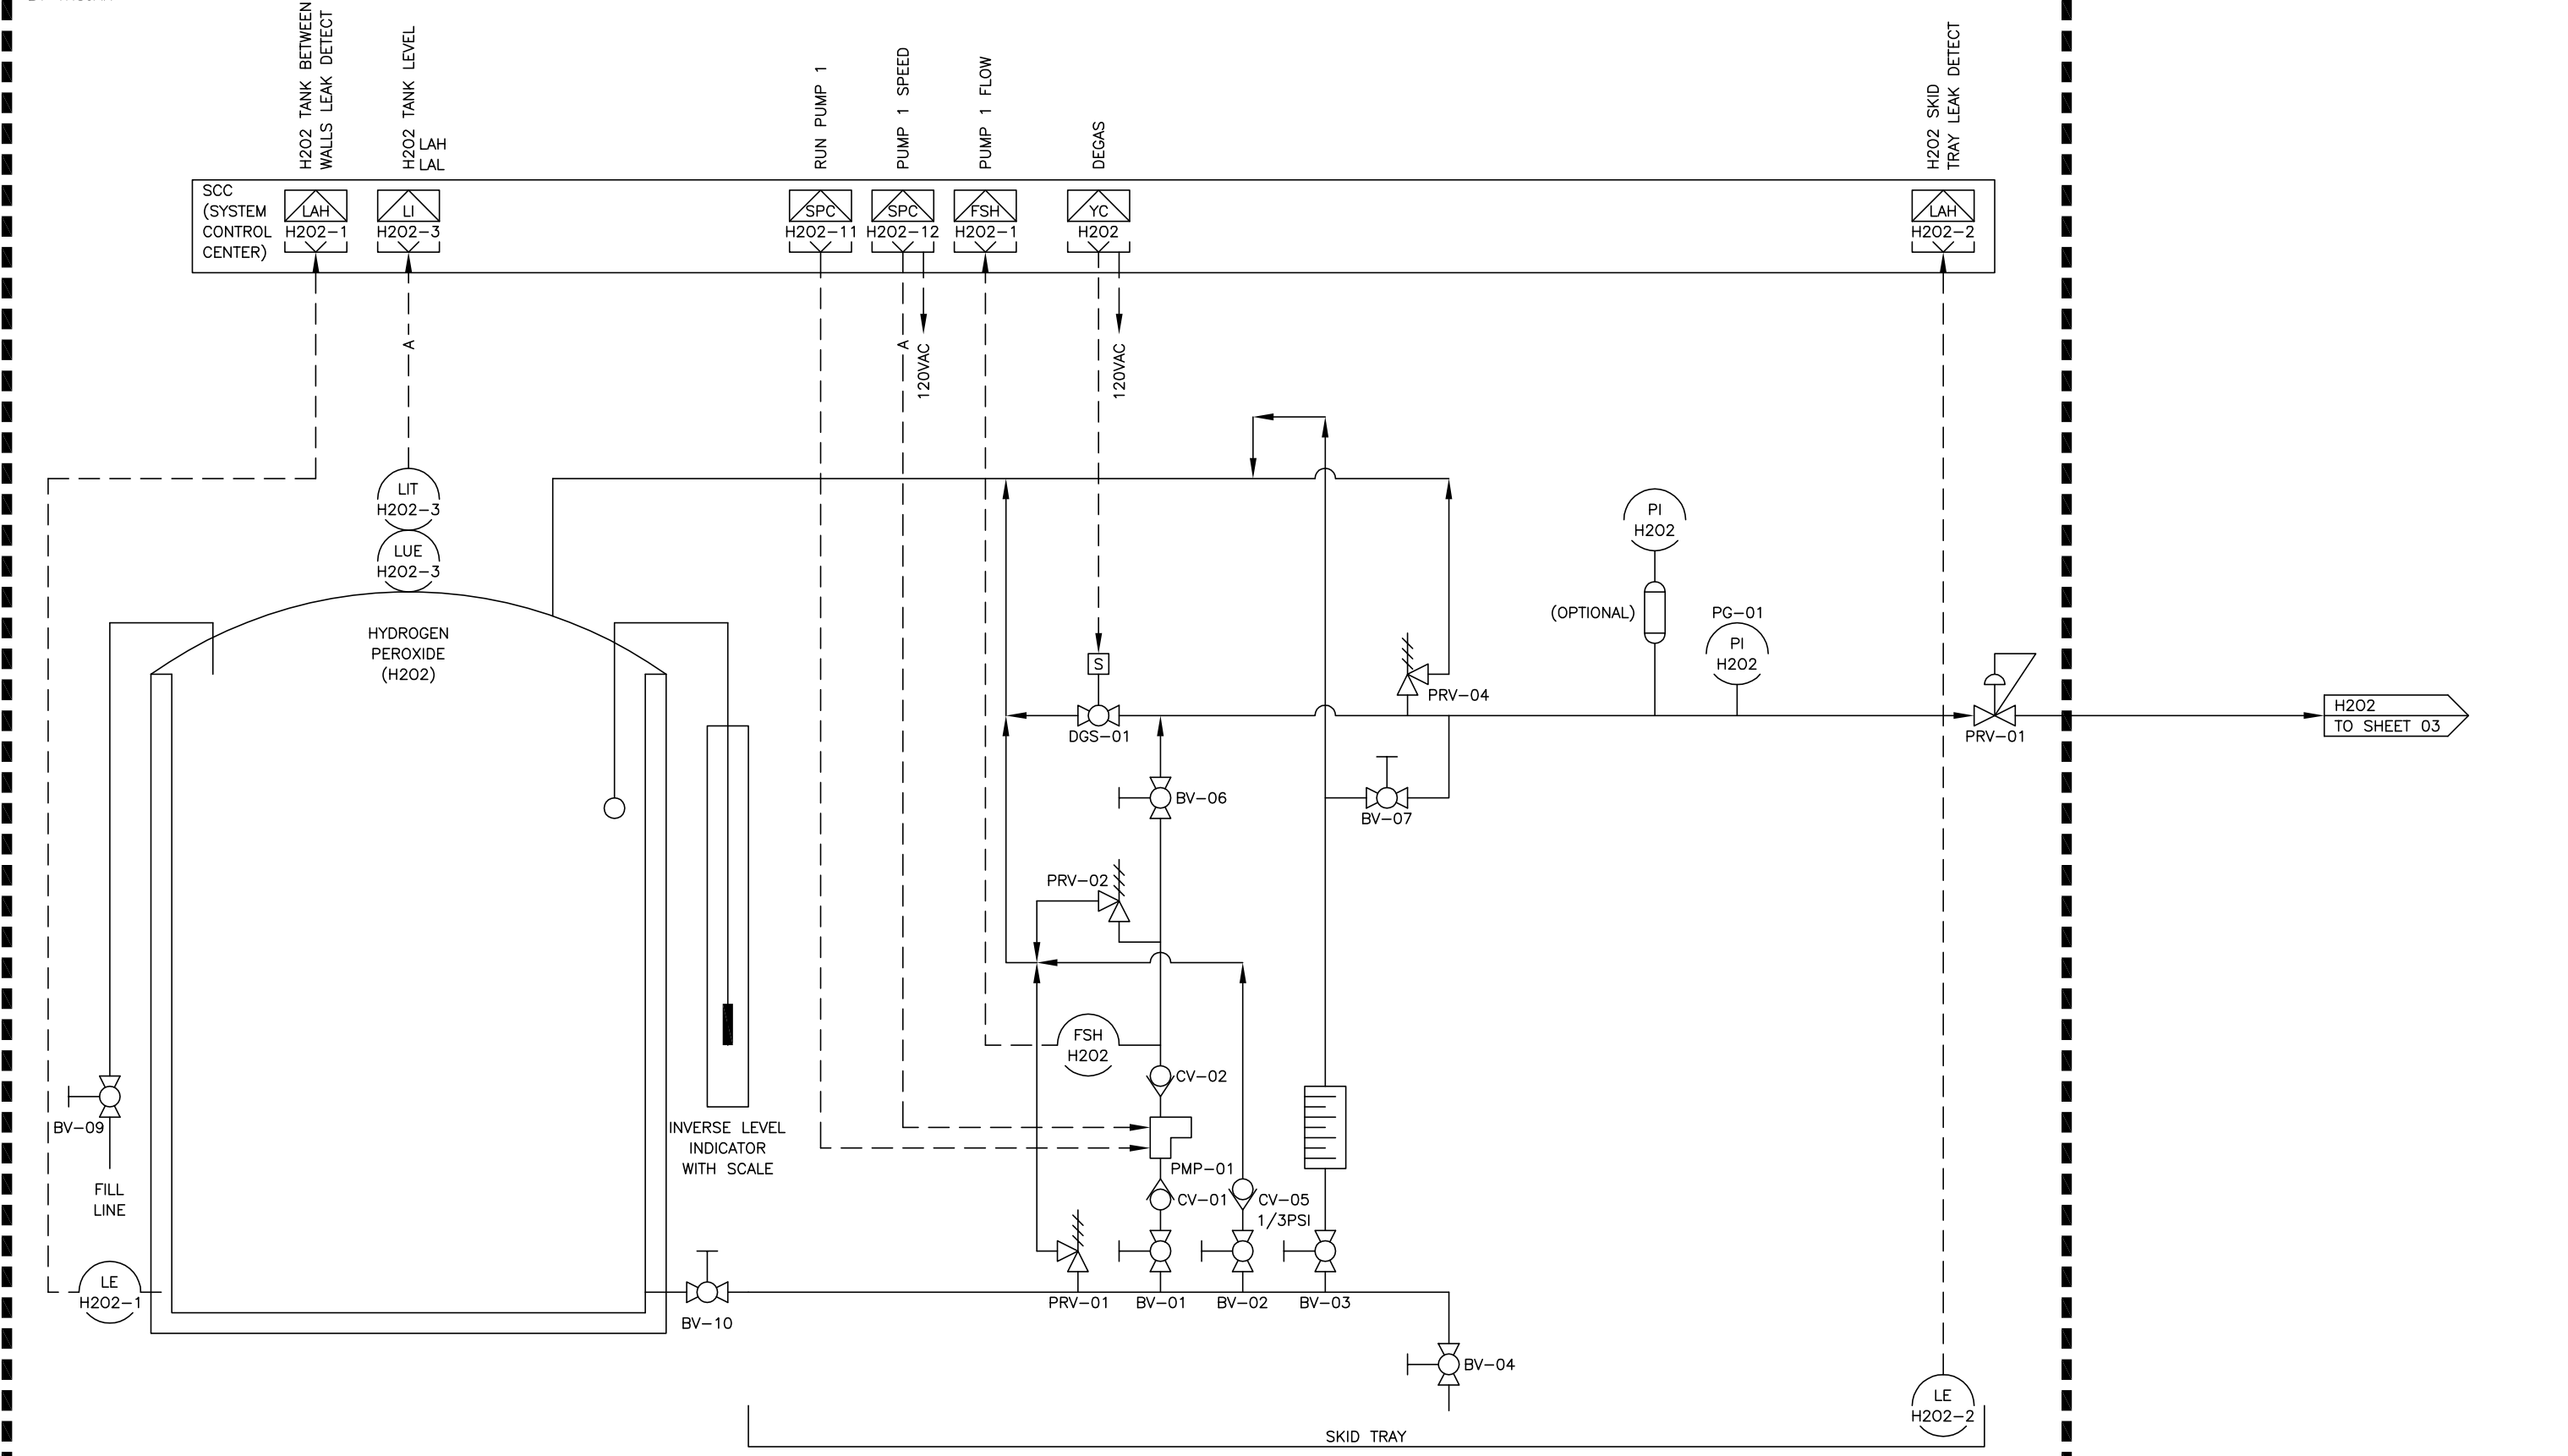 H2O2 TANK BETWEEN
WALLS LEAK DETECT
H2O2 TANK LEVEL
LAH
LAL
RUN PUMP 1
PUMP 1 SPEED
PUMP 1 FLOW
DEGAS
H2O2 SKID
TRAY LEAK DETECT
SCC
(SYSTEM
CONTROL
CENTER)
LAH
H2O2-1
LI
H2O2-3
SPC
H2O2-11
SPC
H2O2-12
FSH
H2O2-1
YC
H2O2
LAH
H2O2-2
A
A
120VAC
120VAC
LIT
H2O2-3
LUE
H2O2-3
HYDROGEN
PEROXIDE
(H2O2)
PI
H2O2
(OPTIONAL)
PG-01
PI
H2O2
S
DGS-01
PRV-04
PRV-01
H2O2
TO SHEET 03
BV-06
BV-07
PRV-02
FSH
H2O2
CV-02
BV-09
INVERSE LEVEL
INDICATOR
WITH SCALE
PMP-01
FILL
LINE
CV-01
CV-05
1/3PSI
LE
H2O2-1
BV-10
PRV-01
BV-01
BV-02
BV-03
BV-04
LE
H2O2-2
SKID TRAY